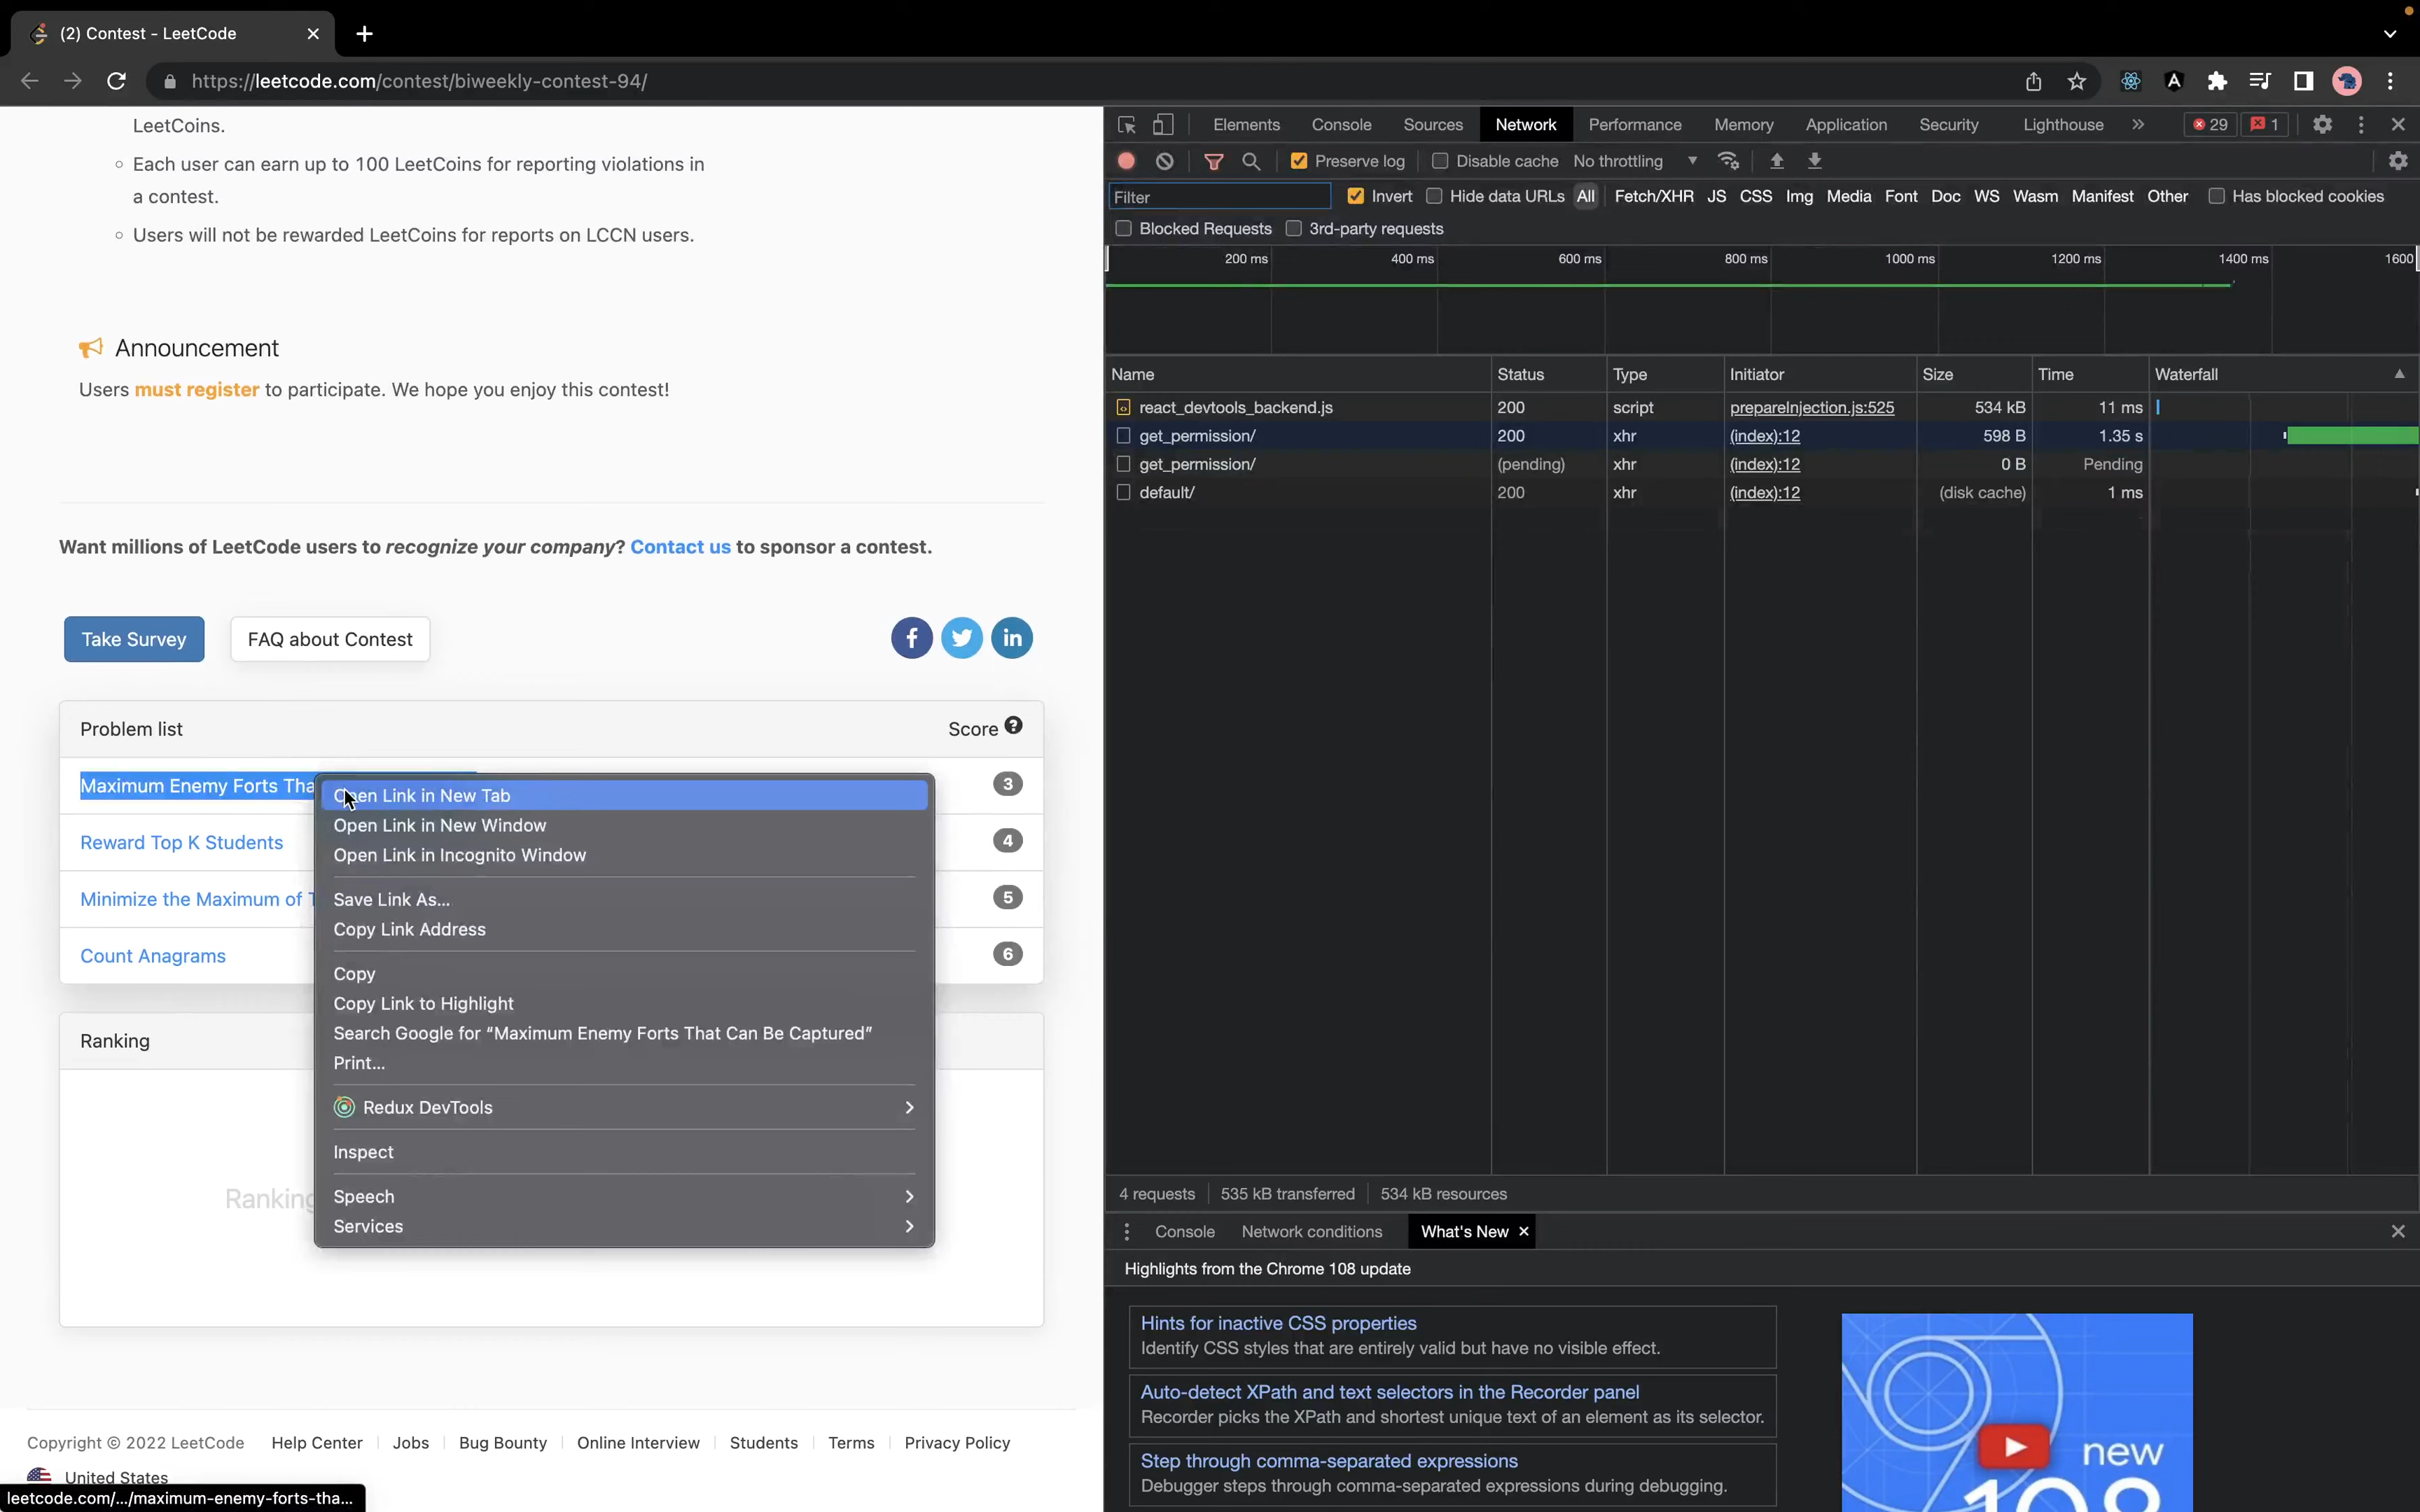 (2) Contest - LeetCode
https://leetcode.com/contest/biweekly-contest-94/
LeetCoins.
Each user can earn up to 100 LeetCoins for reporting violations in
a contest.
Users will not be rewarded LeetCoins for reports on LCCN users.
Announcement
Users must register to participate. We hope you enjoy this contest!
Want millions of LeetCode users to recognize your company? Contact us to sponsor a contest.
Take Survey
FAQ about Contest
Problem list
Score
Maximum Enemy Forts Tha
3
Reward Top K Students
4
Minimize the Maximum of T
5
Count Anagrams
6
Open Link in New Tab
Open Link in New Window
Open Link in Incognito Window
Save Link As...
Copy Link Address
Copy
Copy Link to Highlight
Search Google for “Maximum Enemy Forts That Can Be Captured”
Print...
Redux DevTools
Inspect
Speech
Services
Ranking
Ranking
Copyright © 2022 LeetCode
Help Center
Jobs
Bug Bounty
Online Interview
Students
Terms
Privacy Policy
United States
leetcode.com/.../maximum-enemy-forts-tha...
Elements Console Sources Network Performance Memory Application Security Lighthouse 29 1
Preserve log Disable cache No throttling
Filter Invert Hide data URLs All Fetch/XHR JS CSS Img Media Font Doc WS Wasm Manifest Other Has blocked cookies
Blocked Requests 3rd-party requests
200 ms 400 ms 600 ms 800 ms 1000 ms 1200 ms 1400 ms 1600
Name Status Type Initiator Size Time Waterfall
react_devtools_backend.js 200 script prepareInjection.js:525 534 kB 11 ms
get_permission/ 200 xhr (index):12 598 B 1.35 s
get_permission/ (pending) xhr (index):12 0 B Pending
default/ 200 xhr (index):12 (disk cache) 1 ms
4 requests 535 kB transferred 534 kB resources
Console Network conditions What's New
Highlights from the Chrome 108 update
Hints for inactive CSS properties
Identify CSS styles that are entirely valid but have no visible effect.
Auto-detect XPath and text selectors in the Recorder panel
Recorder picks the XPath and shortest unique text of an element as its selector.
Step through comma-separated expressions
Debugger steps through comma-separated expressions during debugging.
new
108